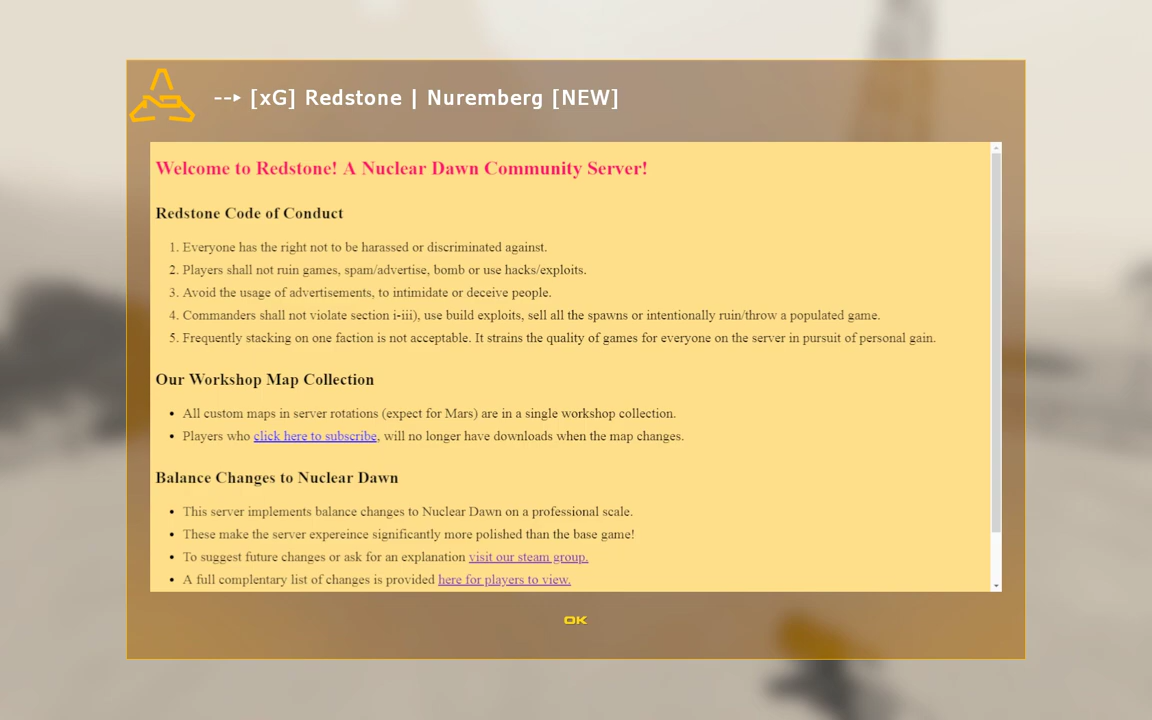 --▸ [xG] Redstone | Nuremberg [NEW]
Welcome to Redstone! A Nuclear Dawn Community Server!
Redstone Code of Conduct
1. Everyone has the right not to be harassed or discriminated against.
2. Players shall not ruin games, spam/advertise, bomb or use hacks/exploits.
3. Avoid the usage of advertisements, to intimidate or deceive people.
4. Commanders shall not violate section i-iii), use build exploits, sell all the spawns or intentionally ruin/throw a populated game.
5. Frequently stacking on one faction is not acceptable. It strains the quality of games for everyone on the server in pursuit of personal gain.
Our Workshop Map Collection
• All custom maps in server rotations (expect for Mars) are in a single workshop collection.
• Players who click here to subscribe, will no longer have downloads when the map changes.
Balance Changes to Nuclear Dawn
• This server implements balance changes to Nuclear Dawn on a professional scale.
• These make the server expereince significantly more polished than the base game!
• To suggest future changes or ask for an explanation visit our steam group.
• A full complentary list of changes is provided here for players to view.
OK